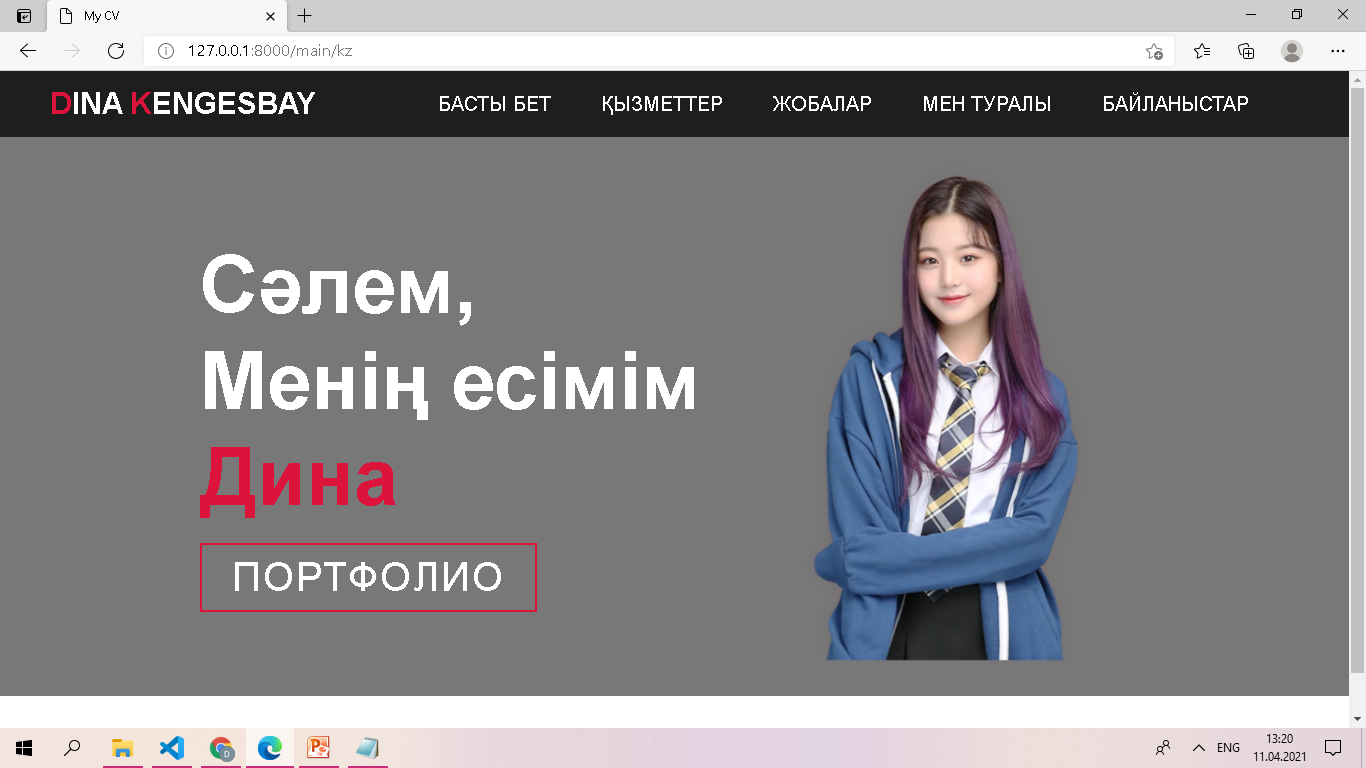 My CV
127.0.0.1:8000/main/kz
DINA KENGESBAY
БАСТЫ БЕТ
ҚЫЗМЕТТЕР
ЖОБАЛАР
МЕН ТУРАЛЫ
БАЙЛАНЫСТАР
Сәлем,
Менің есімім
Дина
ПОРТФОЛИО
D
ENG
13:20
11.04.2021